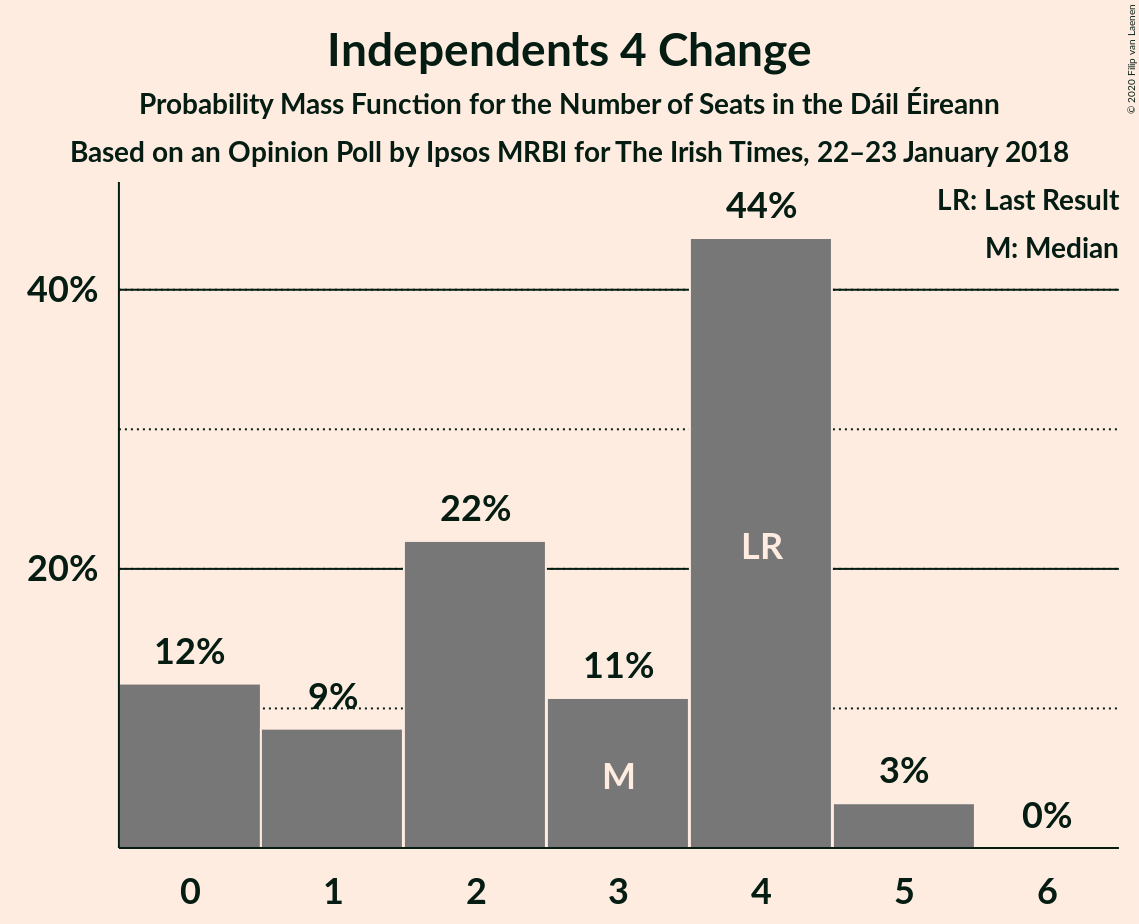 Independents 4 Change
Probability Mass Function for the Number of Seats in the Dáil Éireann
Based on an Opinion Poll by Ipsos MRBI for The Irish Times, 22–23 January 2018
© 2020 Filip van Laenen
LR: Last Result
M: Median
44%
40%
22%
LR
20%
12%
11%
9%
M
3%
0%
0 1 2 3 4 5 6